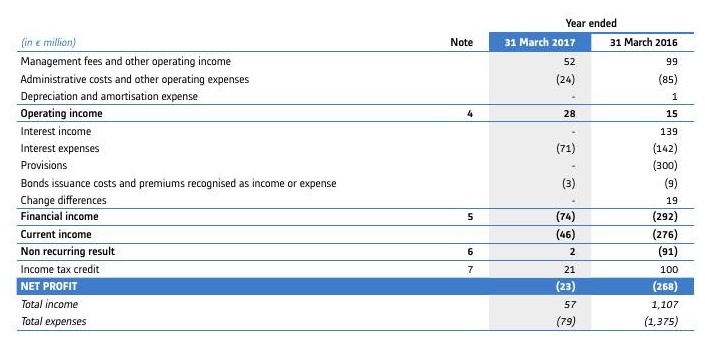 Year ended
(in € million) Note 31 March 2017 31 March 2016
Management fees and other operating income 52 99
Administrative costs and other operating expenses (24) (85)
Depreciation and amortisation expense - 1
Operating income 4 28 15
Interest income - 139
Interest expenses (71) (142)
Provisions - (300)
Bonds issuance costs and premiums recognised as income or expense (3) (9)
Change differences - 19
Financial income 5 (74) (292)
Current income (46) (276)
Non recurring result 6 2 (91)
Income tax credit 7 21 100
NET PROFIT (23) (268)
Total income 57 1,107
Total expenses (79) (1,375)